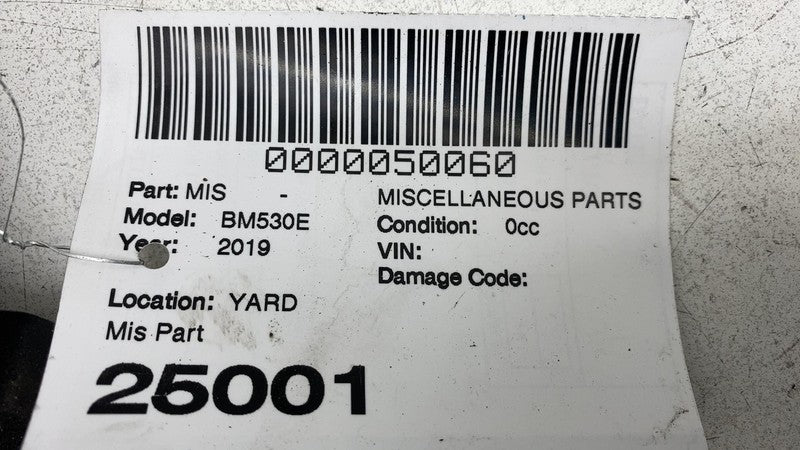 0000050060
Part: MIS - MISCELLANEOUS PARTS
Model: BM530E Condition: 0cc
Year: 2019 VIN:
Damage Code:
Location: YARD
Mis Part
25001